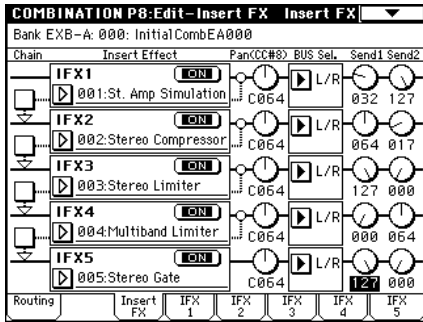 COMBINATION P8:Edit-Insert FX Insert FX
Bank EXB-A: 000: InitialCombEA000
Chain Insert Effect Pan(CC#8) BUS Sel. Send1 Send2
IFX1 ON
001:St. Amp Simulation C064 L/R 032 127
IFX2 ON
002:Stereo Compressor C064 L/R 064 017
IFX3 ON
003:Stereo Limiter C064 L/R 127 000
IFX4 ON
004:Multiband Limiter C064 L/R 000 064
IFX5 ON
005:Stereo Gate C064 L/R 127 000
Routing Insert FX IFX 1 IFX 2 IFX 3 IFX 4 IFX 5